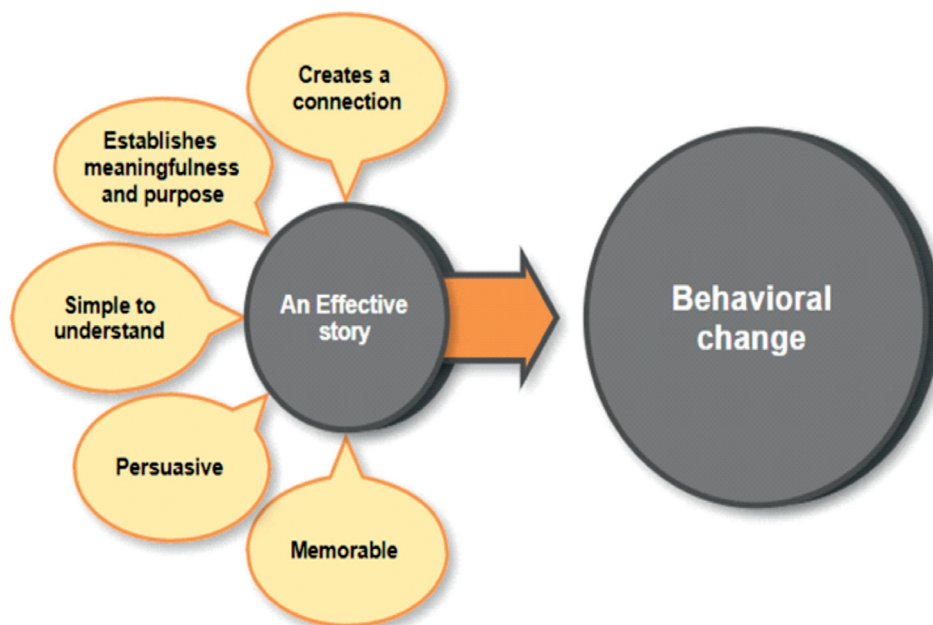 Creates a
connection
Establishes
meaningfulness
and purpose
Simple to
understand
Persuasive
Memorable
An Effective
story
Behavioral
change